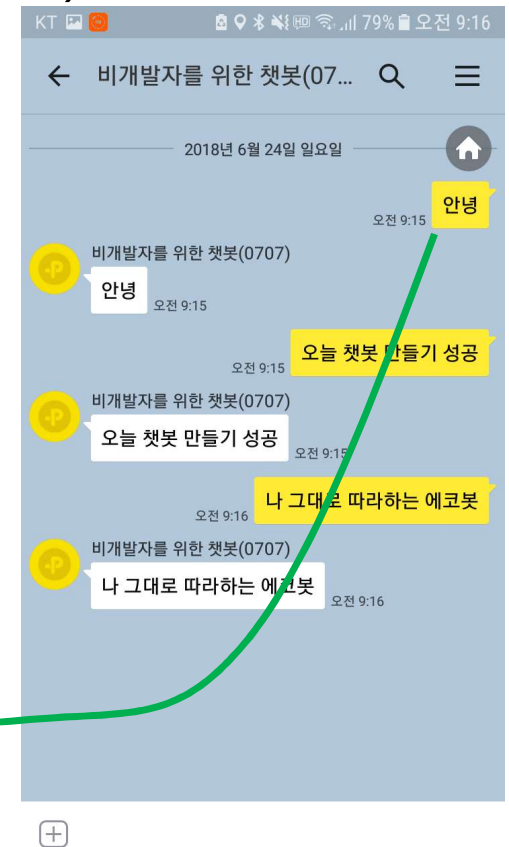 KT 79% 오전 9:16
비개발자를 위한 챗봇(07...
2018년 6월 24일 일요일
안녕
오전 9:15
비개발자를 위한 챗봇(0707)
안녕
오전 9:15
오늘 챗봇 만들기 성공
오전 9:15
비개발자를 위한 챗봇(0707)
오늘 챗봇 만들기 성공
오전 9:15
나 그대로 따라하는 에코봇
오전 9:16
비개발자를 위한 챗봇(0707)
나 그대로 따라하는 에코봇
오전 9:16